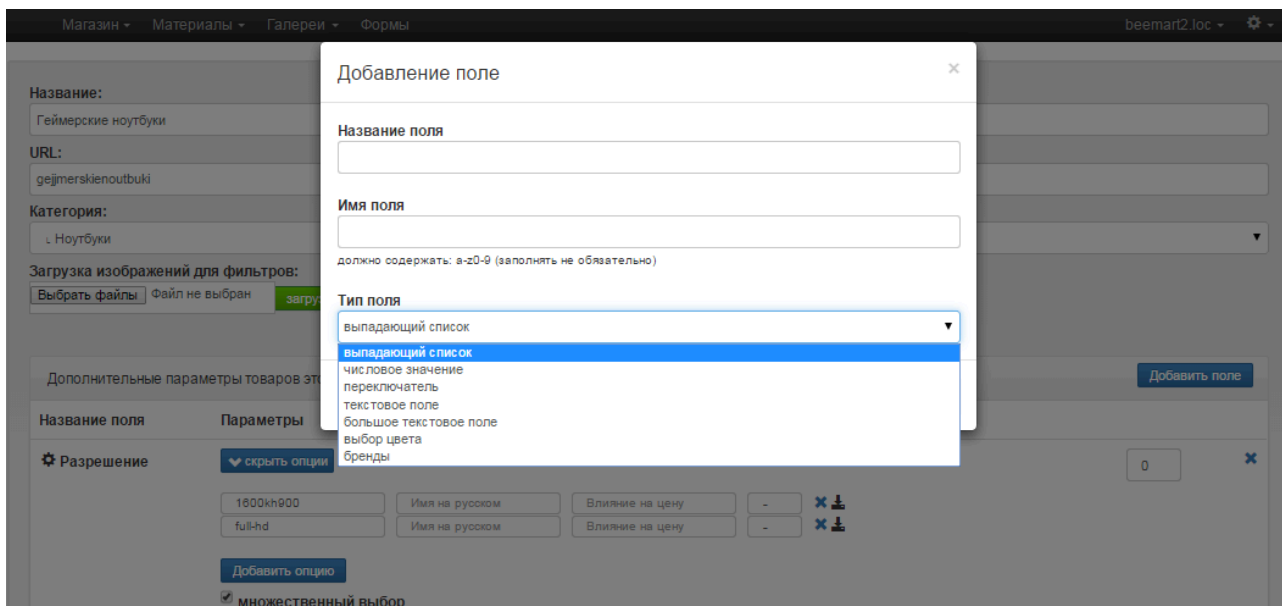 Магазин Материалы Галереи Формы beemart2.loc
Добавление поле ×
Название:
Геймерские ноутбуки
Название поля
URL:
gejjmerskienoutbuki
Имя поля
Категория:
Ноутбуки
должно содержать: a-z0-9 (заполнять не обязательно)
Загрузка изображений для фильтров:
Выбрать файлы Файл не выбран загру
Тип поля
выпадающий список
выпадающий список
числовое значение
переключатель
текстовое поле
большое текстовое поле
выбор цвета
бренды
Дополнительные параметры товаров это Добавить поле
Название поля Параметры
Разрешение скрыть опции 0
1600kh900 Имя на русском Влияние на цену -
full-hd Имя на русском Влияние на цену -
Добавить опцию
множественный выбор